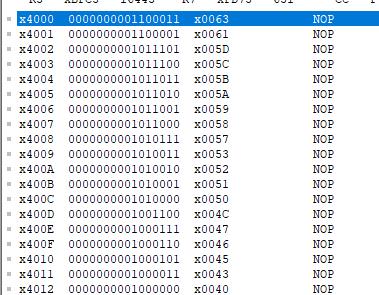 x4000 0000000001100011 x0063 NOP
x4001 0000000001100001 x0061 NOP
x4002 0000000001011101 x005D NOP
x4003 0000000001011100 x005C NOP
x4004 0000000001011011 x005B NOP
x4005 0000000001011010 x005A NOP
x4006 0000000001011001 x0059 NOP
x4007 0000000001011000 x0058 NOP
x4008 0000000001010111 x0057 NOP
x4009 0000000001010011 x0053 NOP
x400A 0000000001010010 x0052 NOP
x400B 0000000001010001 x0051 NOP
x400C 0000000001010000 x0050 NOP
x400D 0000000001001100 x004C NOP
x400E 0000000001000111 x0047 NOP
x400F 0000000001000110 x0046 NOP
x4010 0000000001000101 x0045 NOP
x4011 0000000001000011 x0043 NOP
x4012 0000000001000000 x0040 NOP